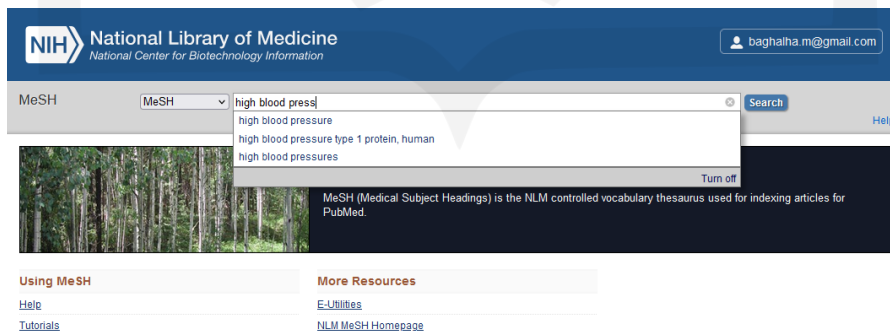 NIH National Library of Medicine
National Center for Biotechnology Information
baghalha.m@gmail.com
MeSH MeSH high blood press Search
Help
high blood pressure
high blood pressure type 1 protein, human
high blood pressures
Turn off
MeSH (Medical Subject Headings) is the NLM controlled vocabulary thesaurus used for indexing articles for
PubMed.
Using MeSH More Resources
Help E-Utilities
Tutorials NLM MeSH Homepage